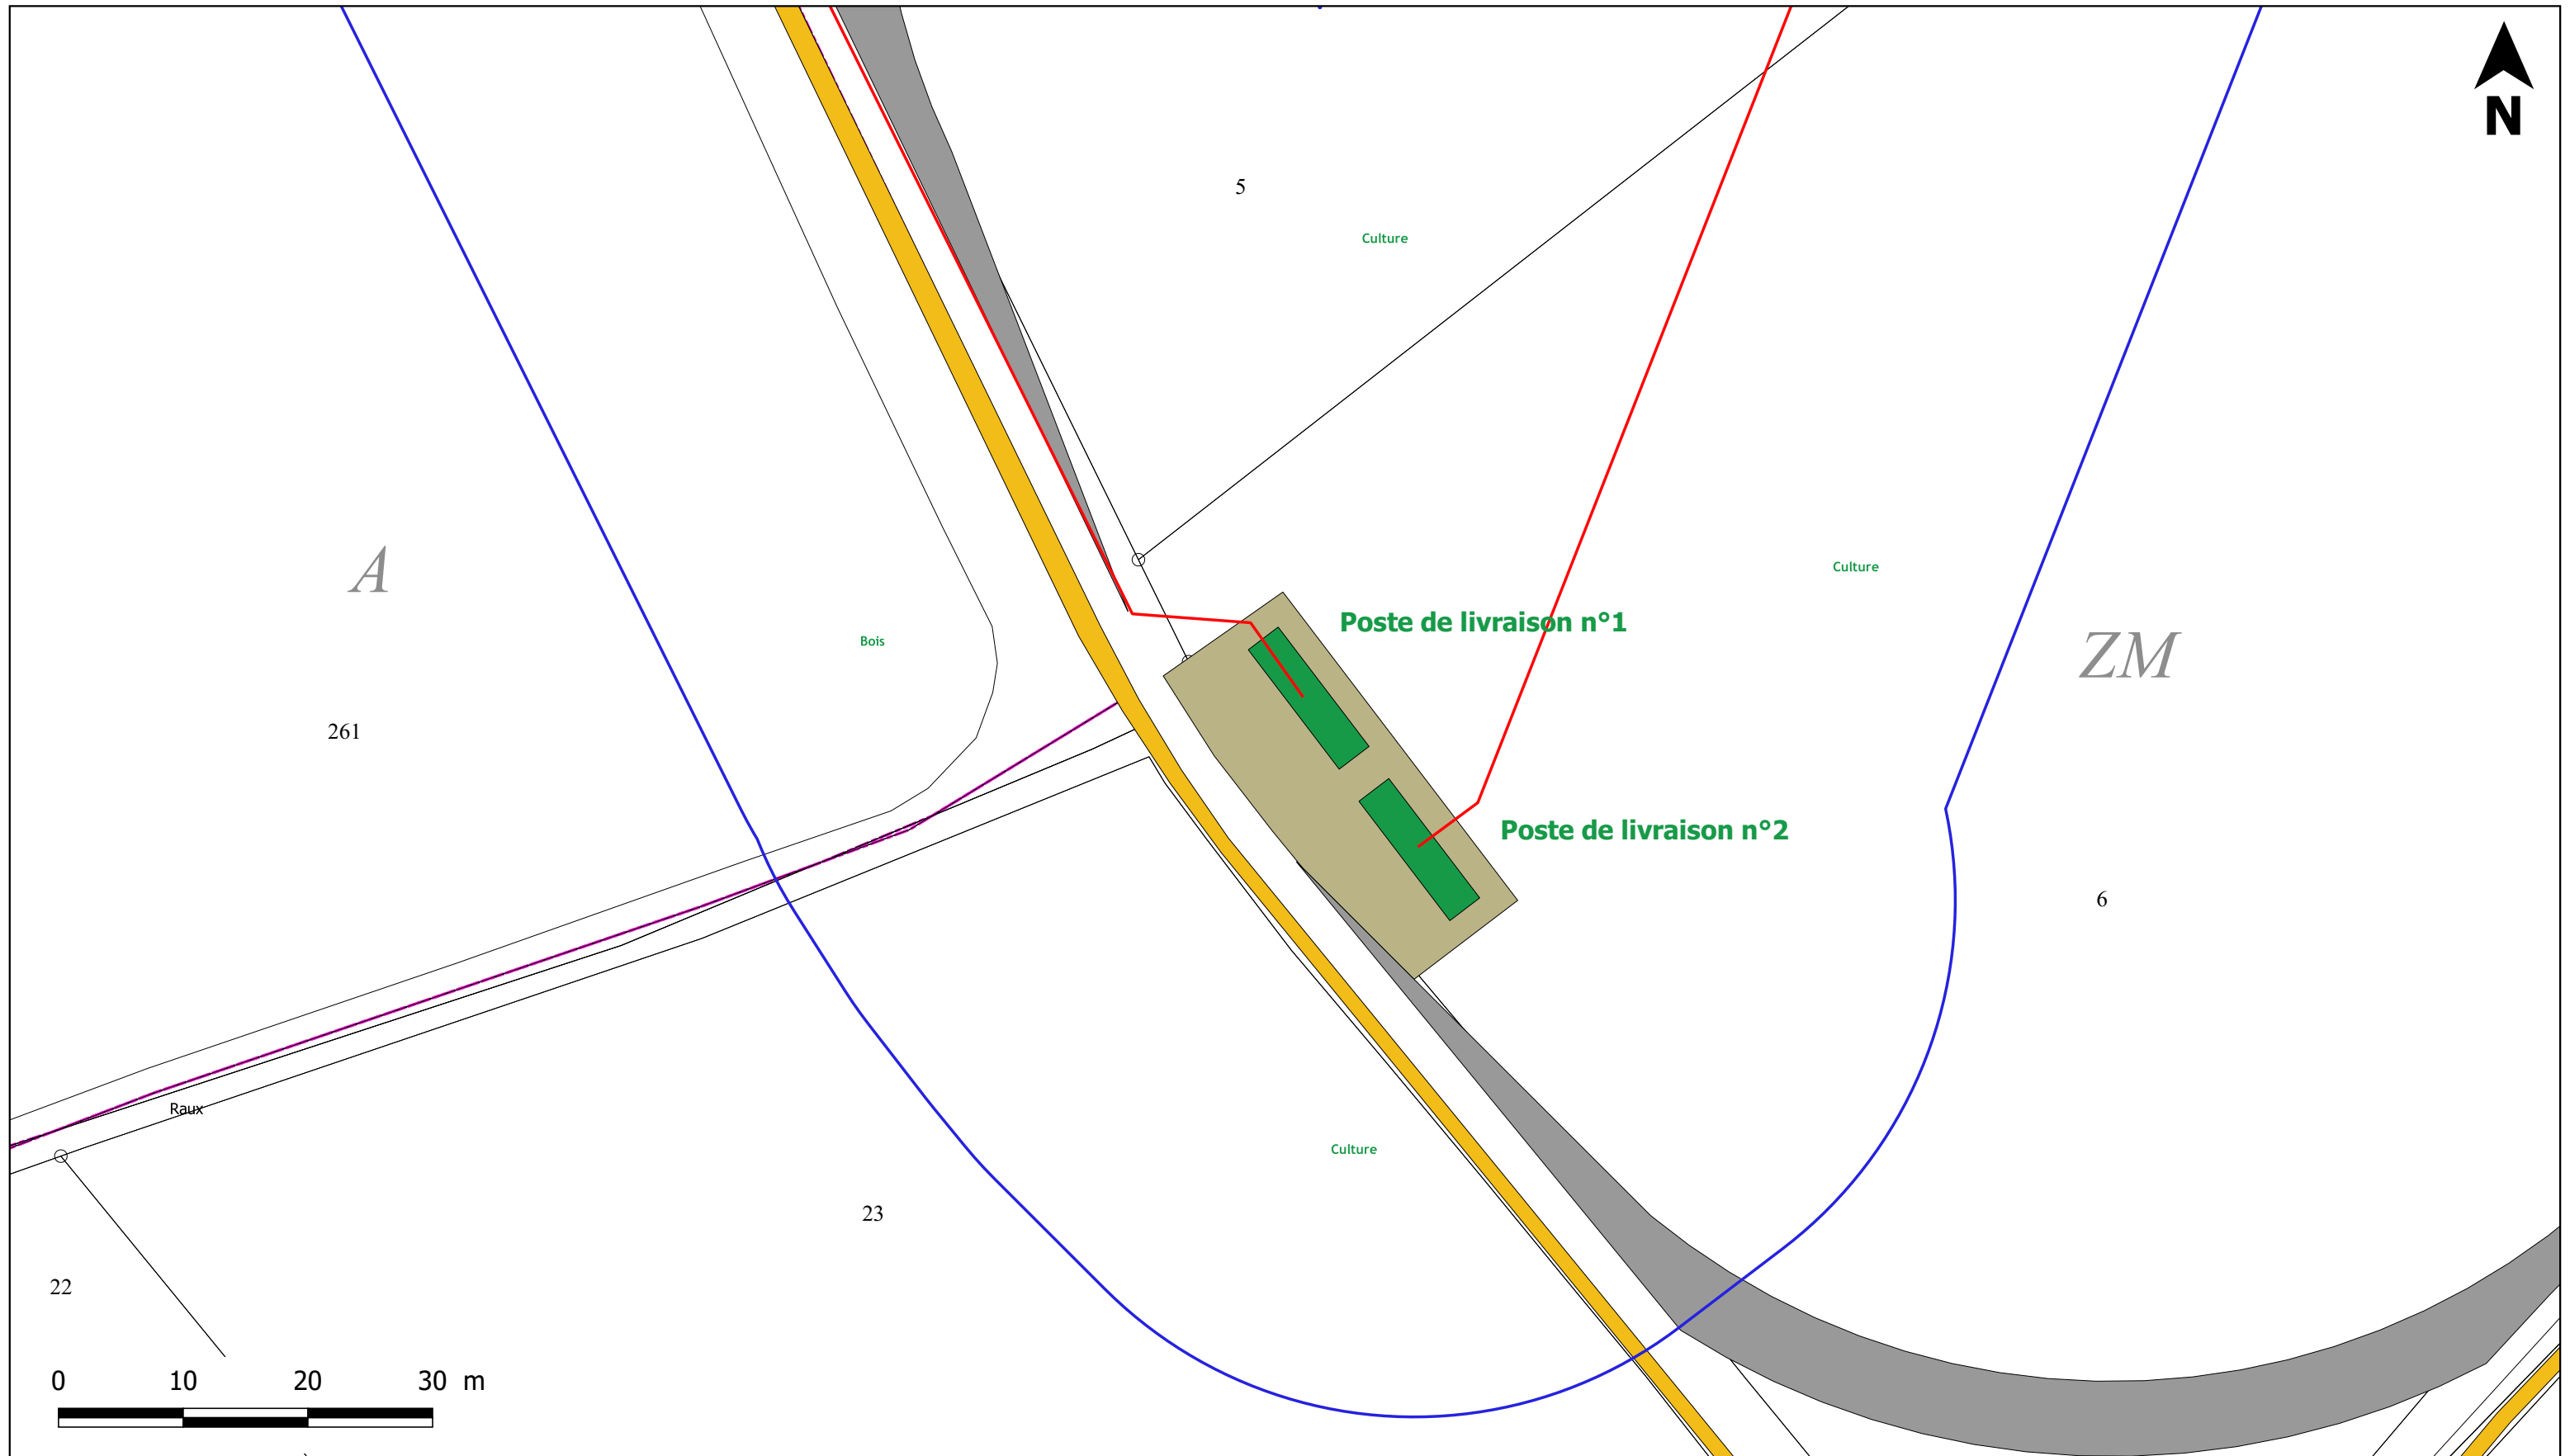 N
5
Culture
A
Culture
Poste de livraison n°1
Bois
ZM
261
Poste de livraison n°2
6
Raux
Culture
23
22
0 10 20 30 m